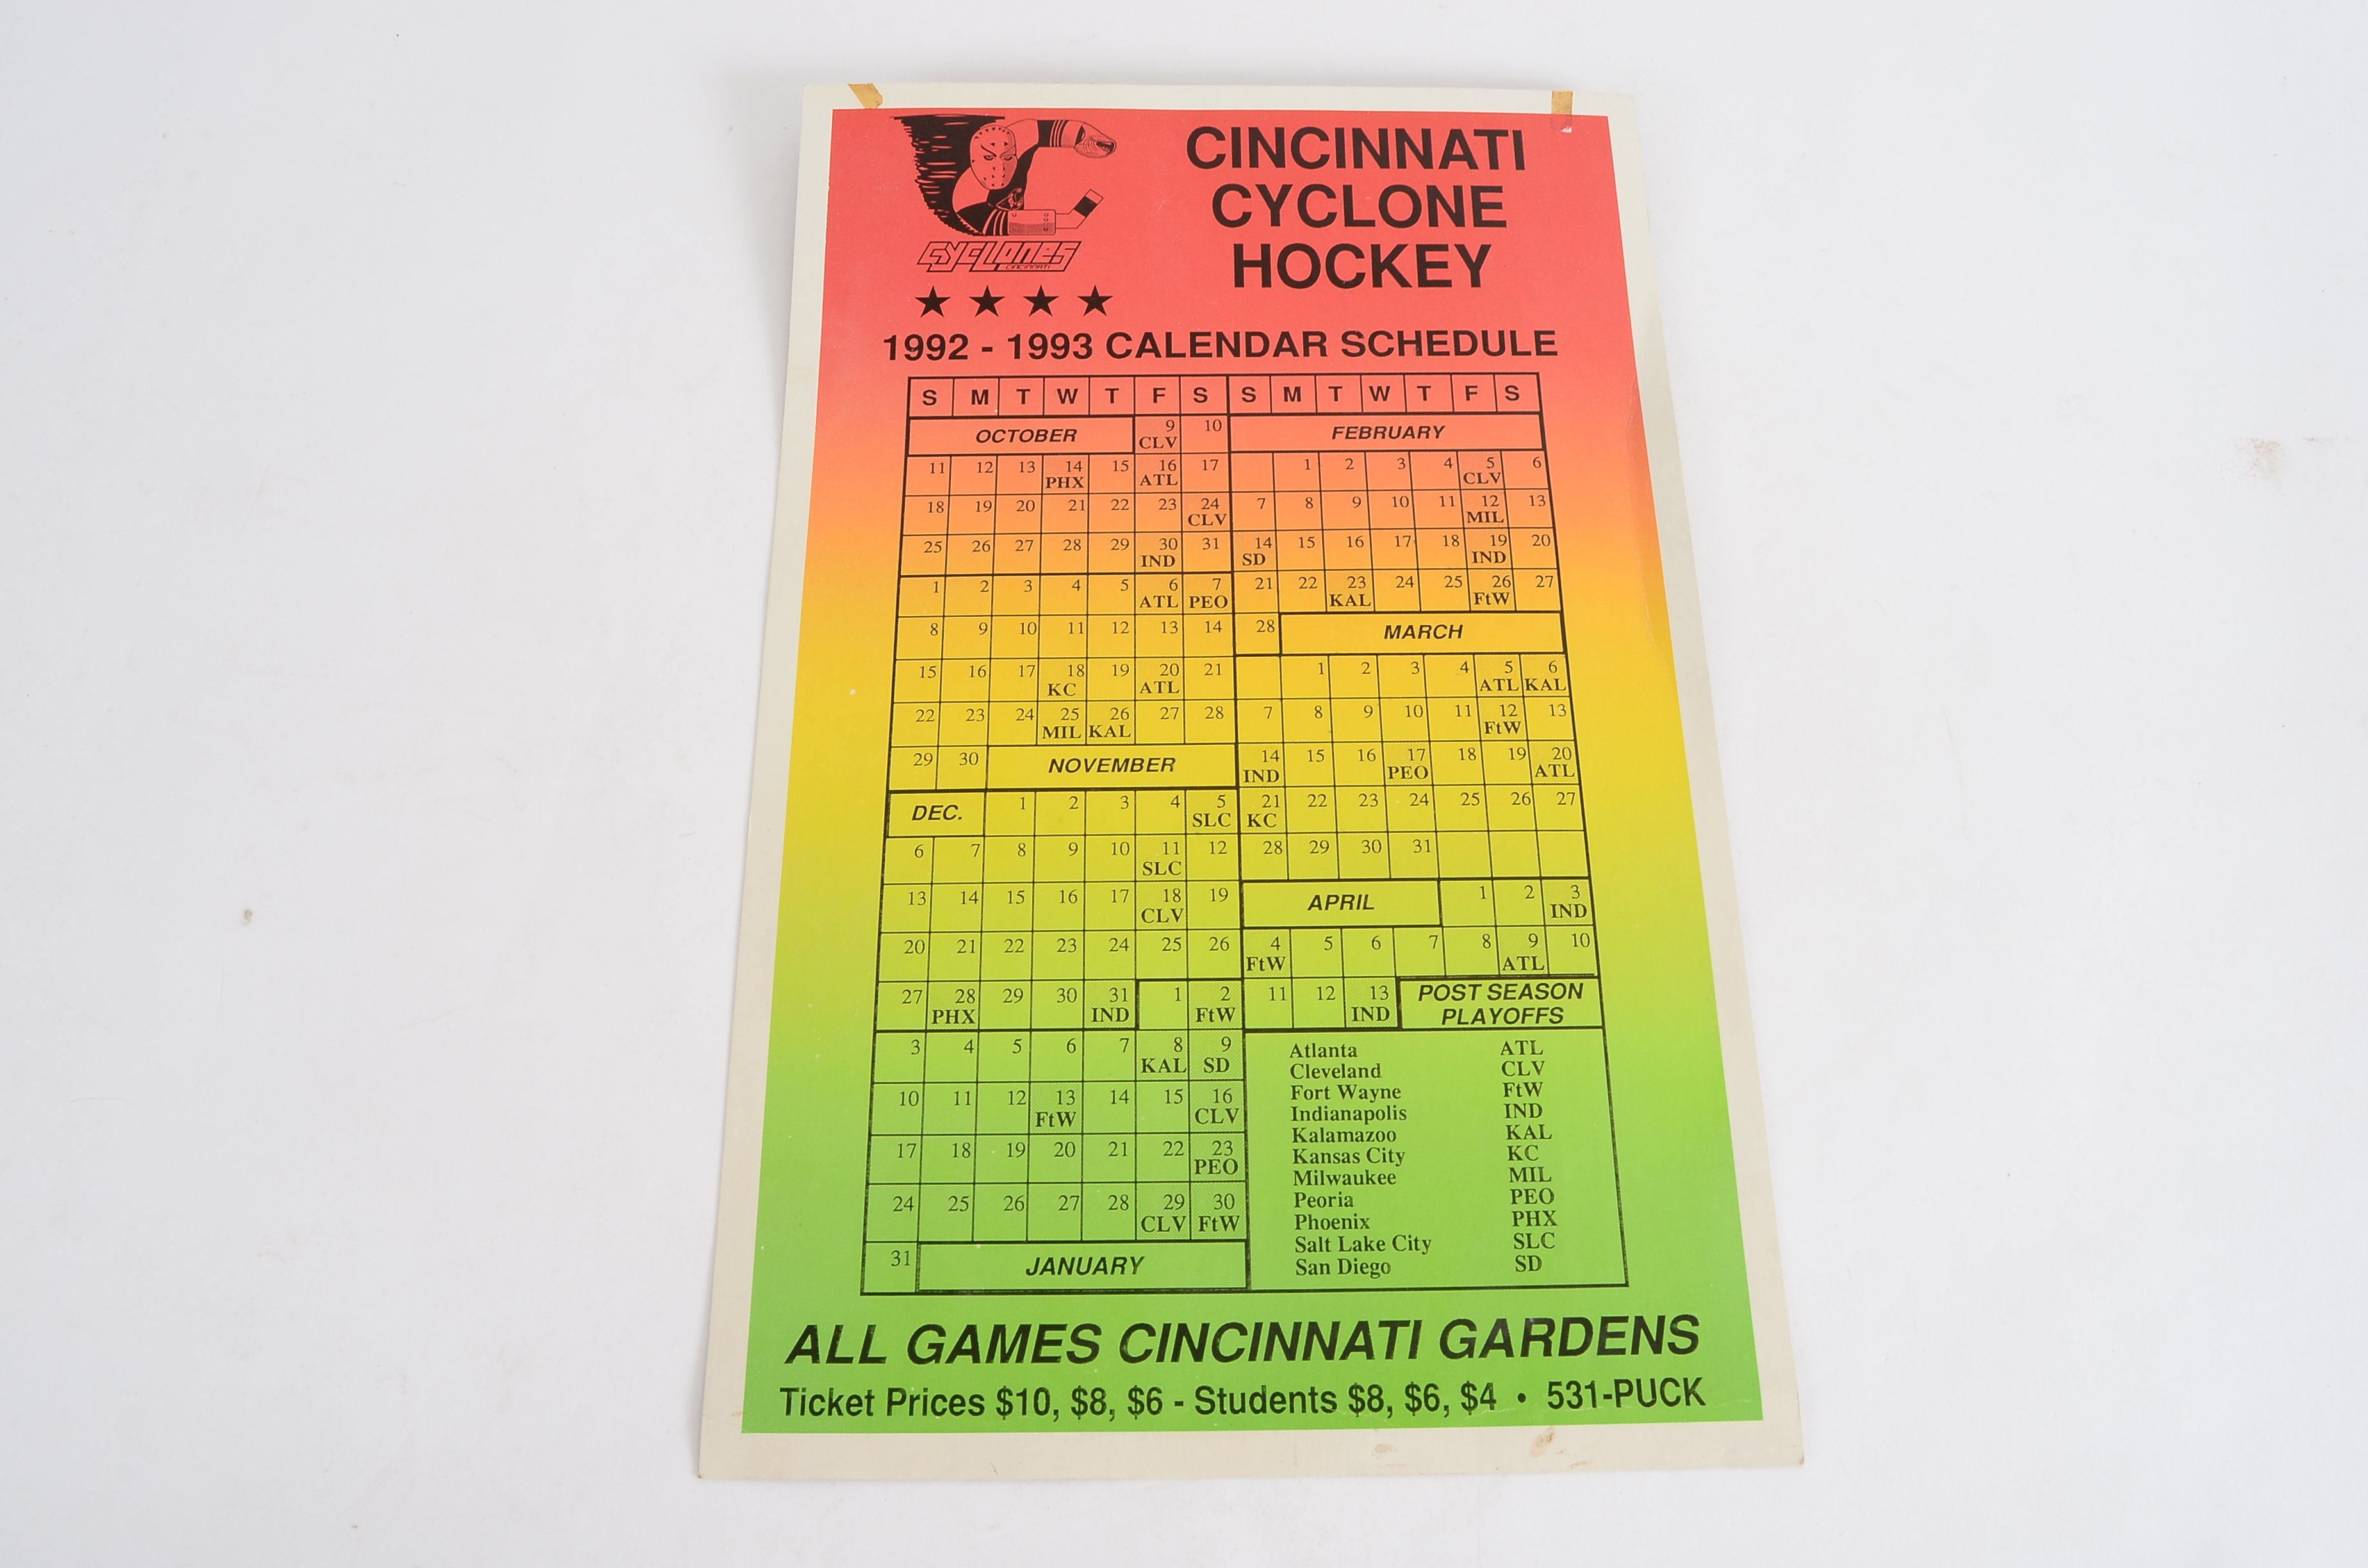 CYCLONES
CINCINNATI
CINCINNATI
CYCLONE
HOCKEY
1992 - 1993 CALENDAR SCHEDULE
S M T W T F S S M T W T F S
OCTOBER 9 10 FEBRUARY
CLV
11 12 13 14 15 16 17 1 2 3 4 5 6
PHX ATL CLV
18 19 20 21 22 23 24 7 8 9 10 11 12 13
CLV MIL
25 26 27 28 29 30 31 14 15 16 17 18 19 20
IND SD IND
1 2 3 4 5 6 7 21 22 23 24 25 26 27
ATL PEO KAL FtW
8 9 10 11 12 13 14 28 MARCH
15 16 17 18 19 20 21 1 2 3 4 5 6
KC ATL ATL KAL
22 23 24 25 26 27 28 7 8 9 10 11 12 13
MIL KAL FtW
29 30 NOVEMBER 14 15 16 17 18 19 20
IND PEO ATL
DEC. 1 2 3 4 5 21 22 23 24 25 26 27
SLC KC
6 7 8 9 10 11 12 28 29 30 31
SLC
13 14 15 16 17 18 19 APRIL 1 2 3
CLV IND
20 21 22 23 24 25 26 4 5 6 7 8 9 10
FtW ATL
27 28 29 30 31 1 2 11 12 13 POST SEASON
PHX IND FtW IND PLAYOFFS
3 4 5 6 7 8 9
KAL SD
10 11 12 13 14 15 16
FtW CLV
17 18 19 20 21 22 23
PEO
24 25 26 27 28 29 30
CLV FtW
31 JANUARY
Atlanta ATL
Cleveland CLV
Fort Wayne FtW
Indianapolis IND
Kalamazoo KAL
Kansas City KC
Milwaukee MIL
Peoria PEO
Phoenix PHX
Salt Lake City SLC
San Diego SD
ALL GAMES CINCINNATI GARDENS
Ticket Prices $10, $8, $6 - Students $8, $6, $4 • 531-PUCK